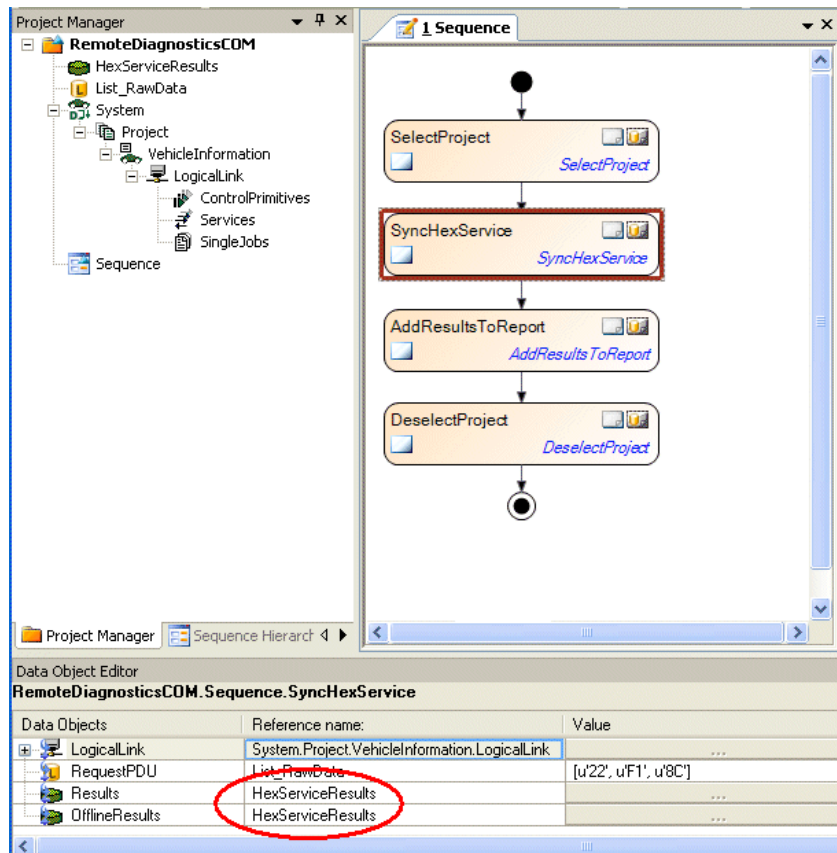 Project Manager
RemoteDiagnosticsCOM
HexServiceResults
List_RawData
System
Project
VehicleInformation
LogicalLink
ControlPrimitives
Services
SingleJobs
Sequence
Project Manager
Sequence Hierarch
1 Sequence
SelectProject
SelectProject
SyncHexService
SyncHexService
AddResultsToReport
AddResultsToReport
DeselectProject
DeselectProject
Data Object Editor
RemoteDiagnosticsCOM.Sequence.SyncHexService
Data Objects Reference name: Value
LogicalLink System.Project.VehicleInformation.LogicalLink ...
RequestPDU List_RawData [u'22', u'F1', u'8C']
Results HexServiceResults ...
OfflineResults HexServiceResults ...